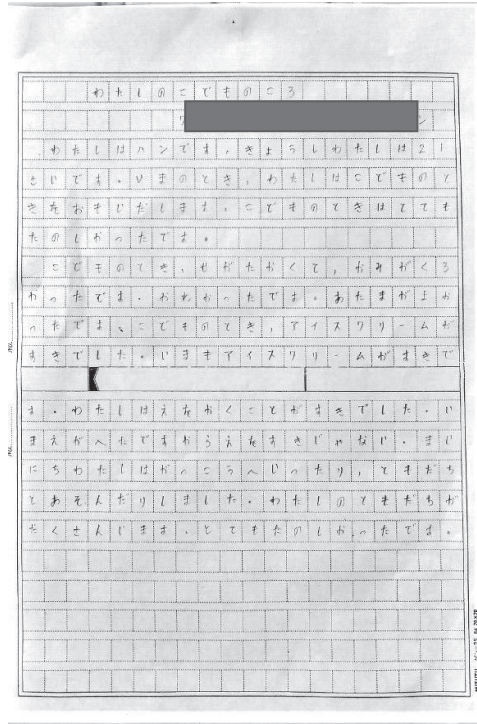 わたしのこどものころ
ン
わたしはハンです。きょうしわたしは21
さいです。いまのとき、わたしはこどものと
きをおもいだします。こどものときはとても
たのしかったです。
こどものとき、せがたかくて、かみがくろ
かったです。かったです。あたまがよか
ったです。こどものとき、アイスクリームが
すきでした。いまもアイスクリームがすきで
す。わたしはえをかくことがすきでした。い
まえがへたですからえをすきじゃない。まい
にちわたしはがっこうへいったり、ともだち
とあそんだりしました。わたしのともだちが
たくさんいます。とてもたのしかったです。